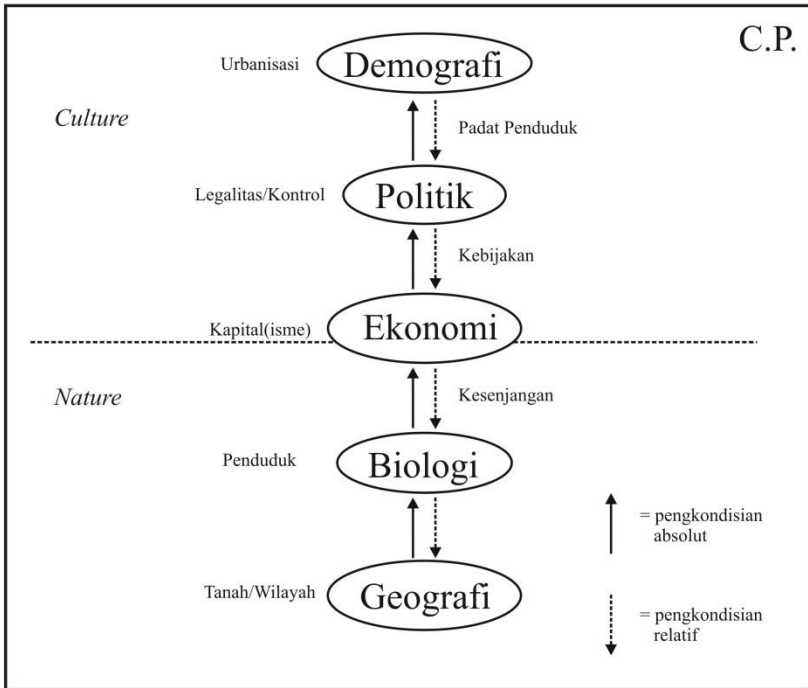 C.P.
Urbanisasi
Demografi
Culture
Padat Penduduk
Legalitas/Kontrol
Politik
Kebijakan
Kapital(isme)
Ekonomi
Nature
Kesenjangan
Penduduk
Biologi
= pengkondisian
absolut
Tanah/Wilayah
Geografi
= pengkondisian
relatif